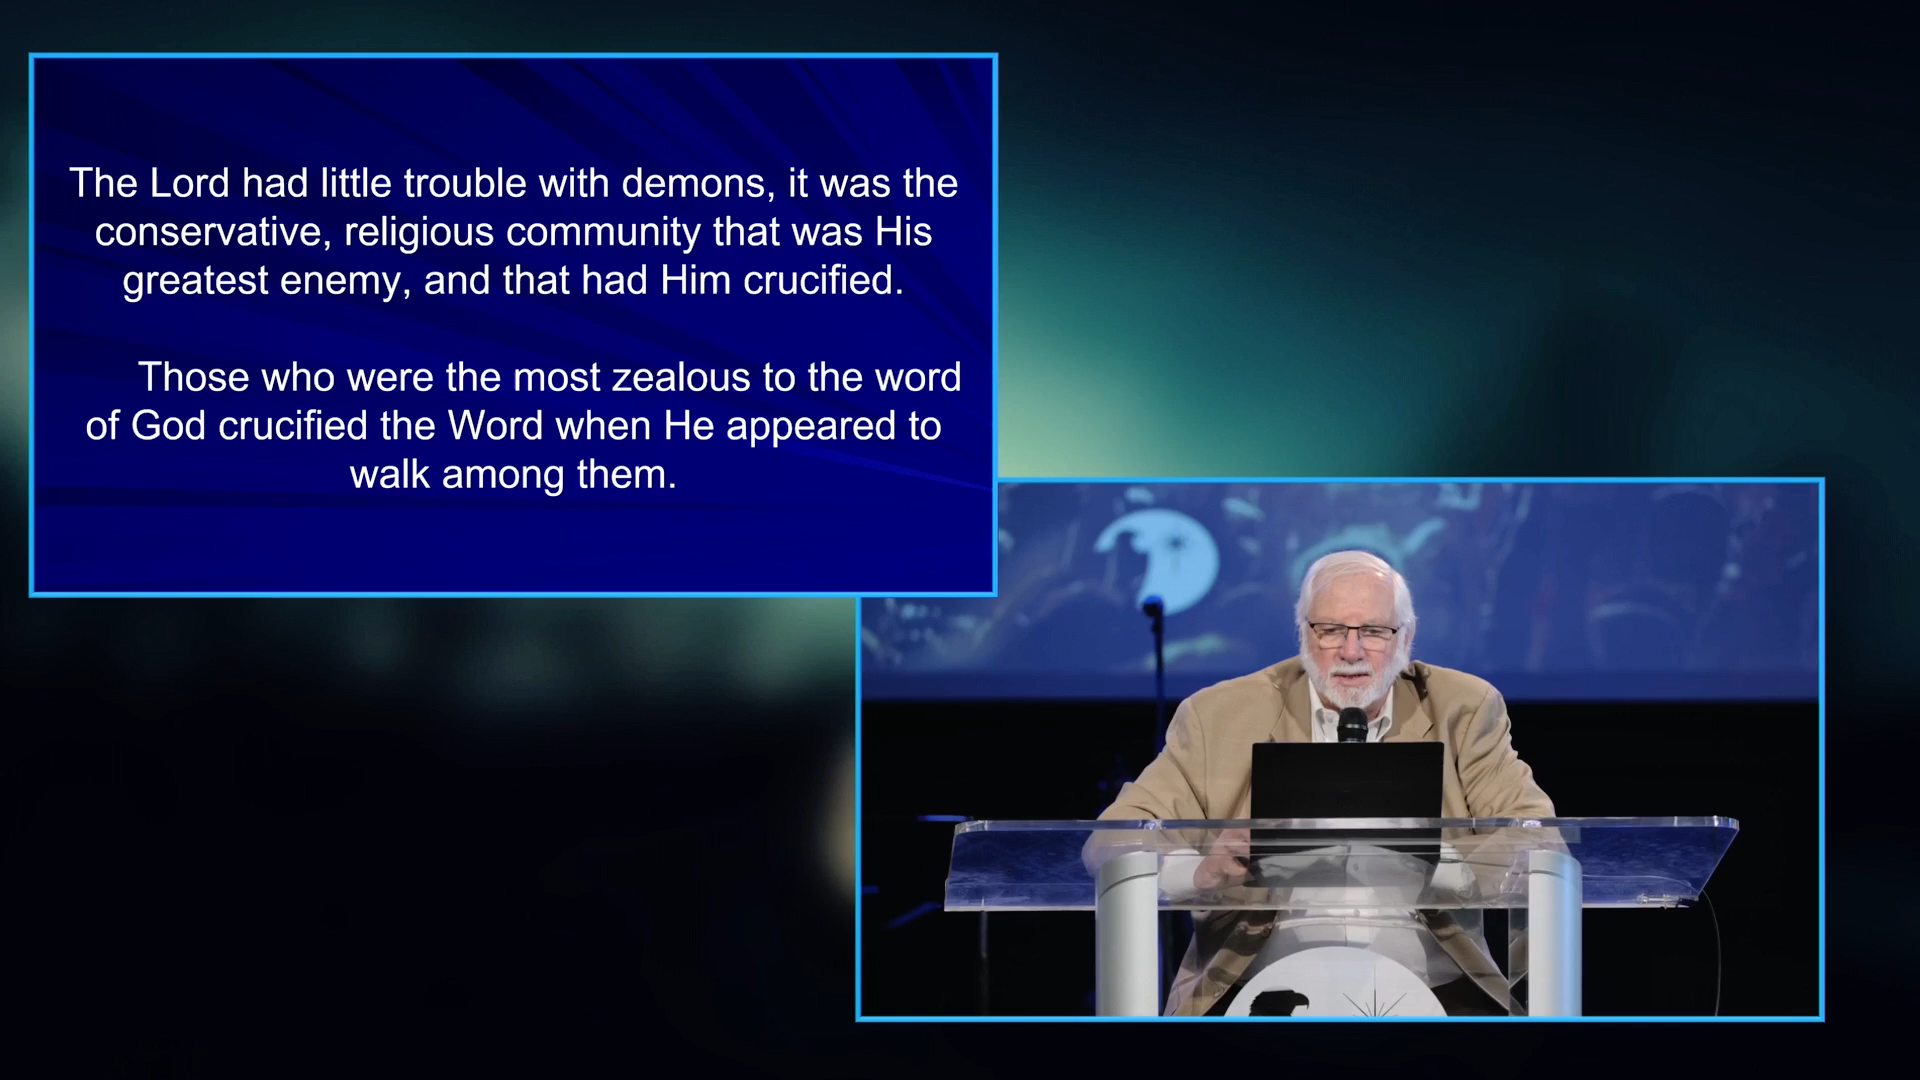 The Lord had little trouble with demons, it was the
conservative, religious community that was His
greatest enemy, and that had Him crucified.
Those who were the most zealous to the word
of God crucified the Word when He appeared to
walk among them.